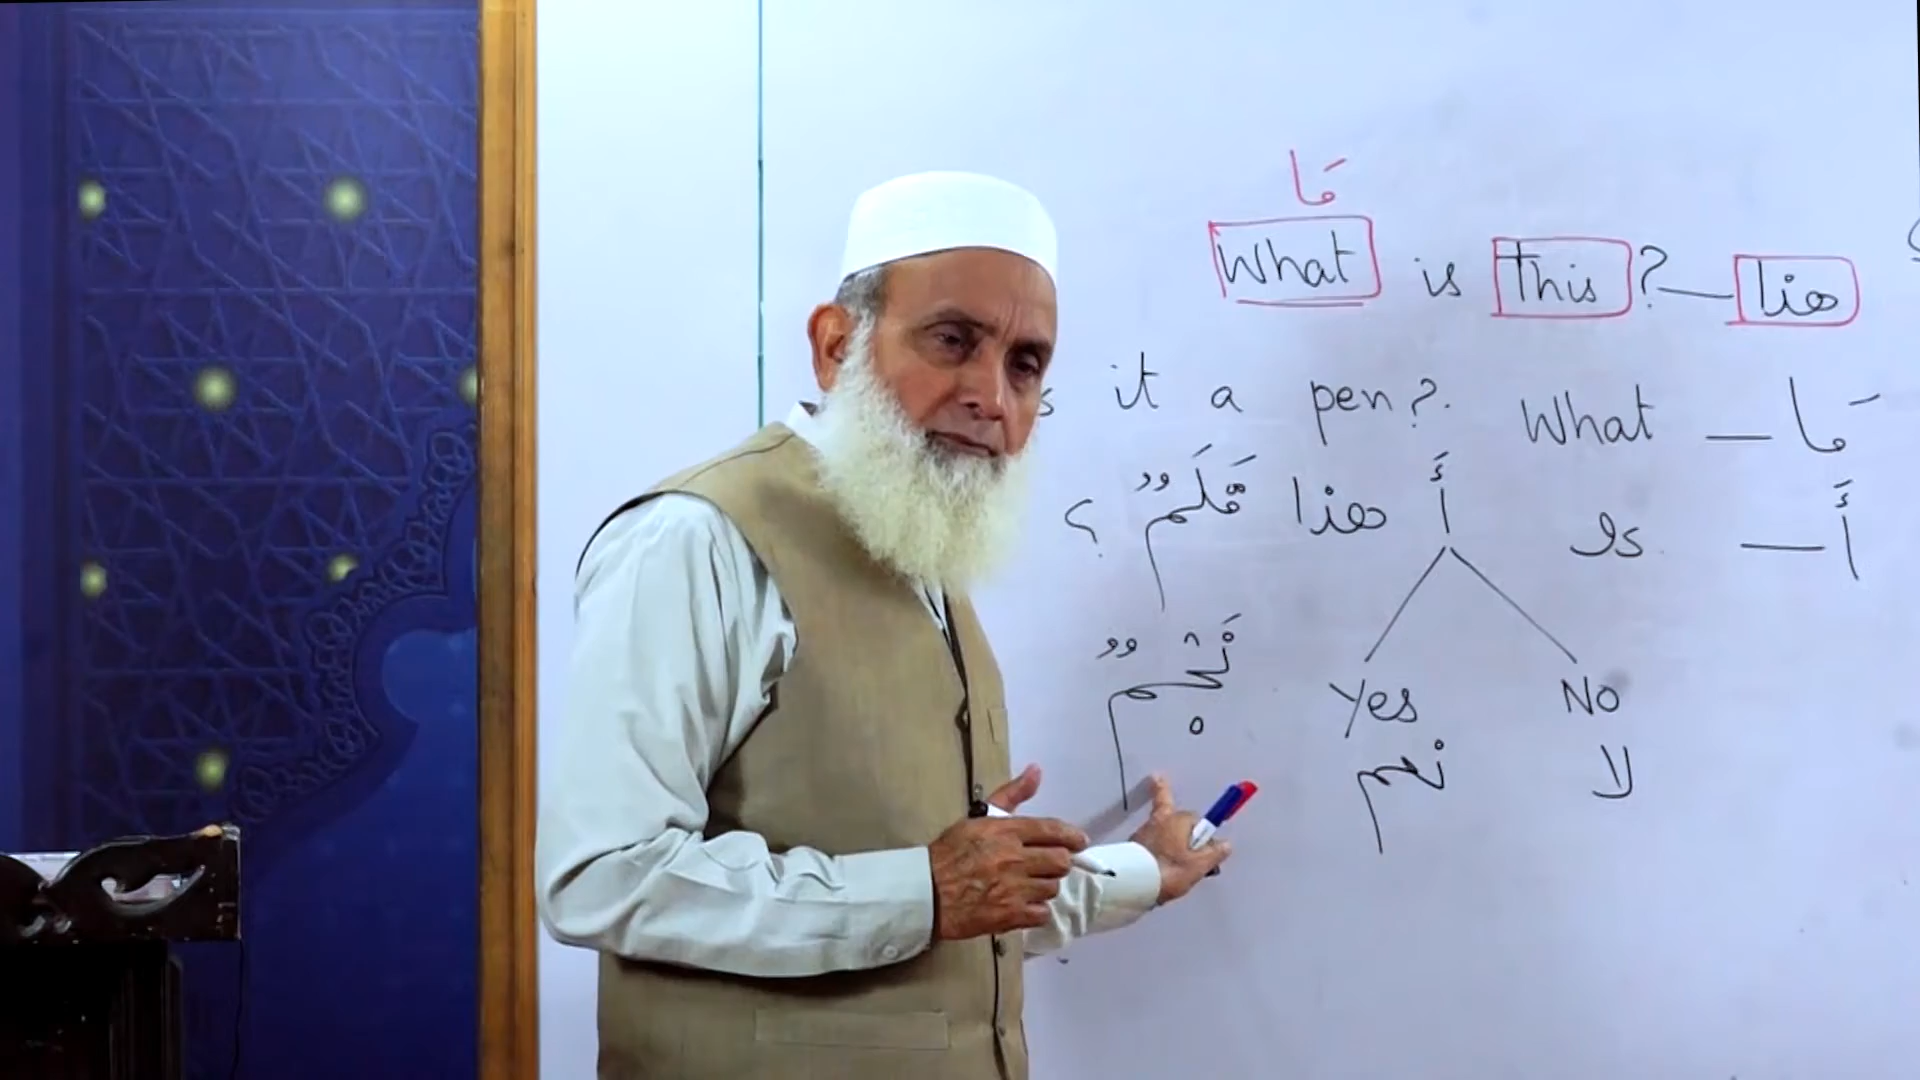 مَا
What is this? — هذا
s it a pen?. What — مَا
أَ هذا قَلَمٌ ؟ Is — أَ
Yes No
نعم لا